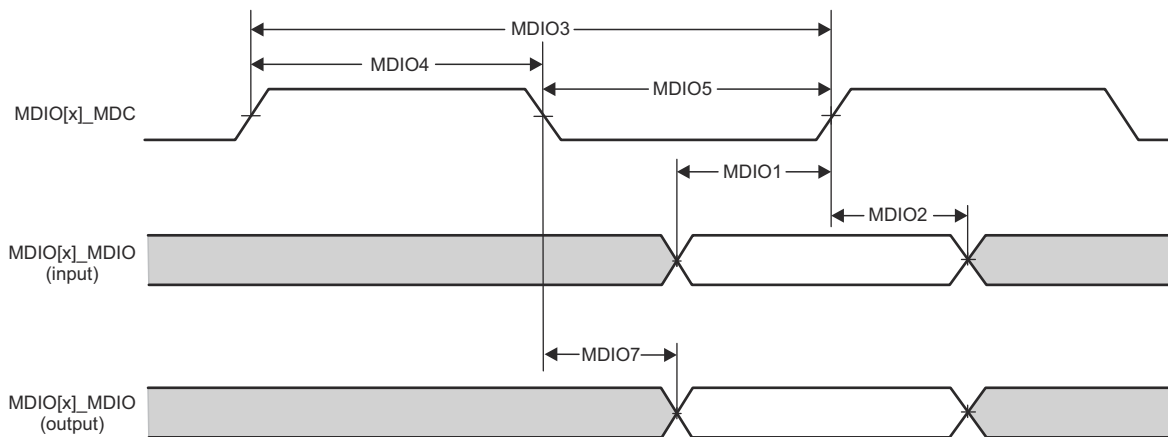 MDIO3
MDIO4
MDIO5
MDIO[x]_MDC
MDIO1
MDIO2
MDIO[x]_MDIO
(input)
MDIO7
MDIO[x]_MDIO
(output)